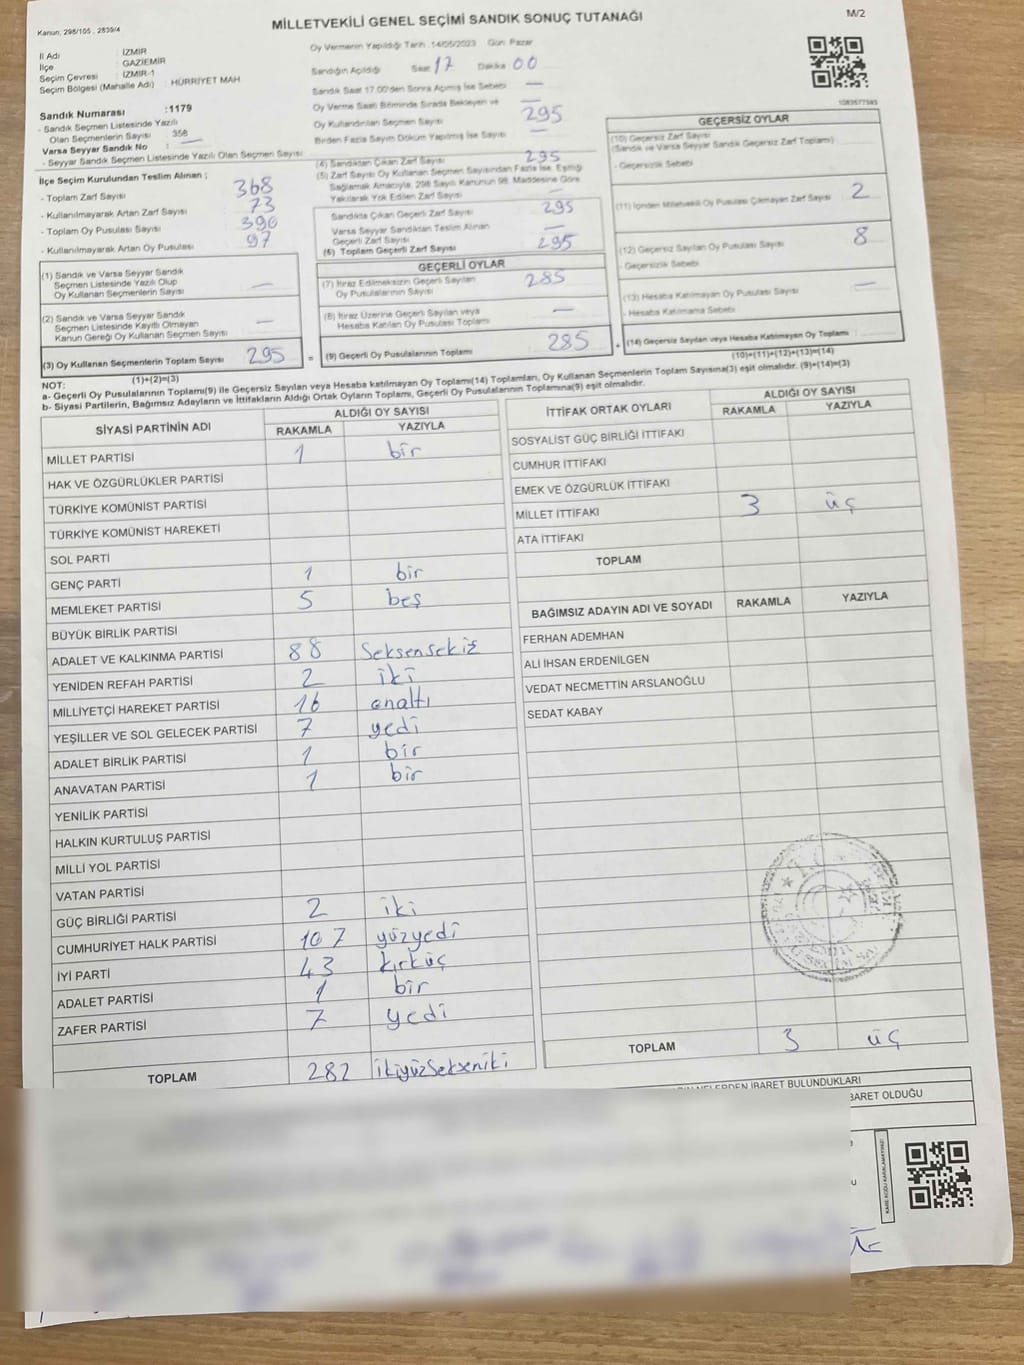 Kanun: 298/105 , 2839/4
MİLLETVEKİLİ GENEL SEÇİMİ SANDIK SONUÇ TUTANAĞI
M/2
İl Adı : İZMİR
İlçe : GAZİEMİR
Seçim Çevresi : İZMİR-1
Seçim Bölgesi (Mahalle Adı) : HÜRRİYET MAH
Oy Vermenin Yapıldığı Tarih :14/05/2023 Gün: Pazar
Sandığın Açıldığı Saat 17 Dakika 00
Sandık Saat 17.00'den Sonra Açılmış İse Sebebi —
Oy Verme Saati Bitiminde Sırada Bekleyen ve —
Oy Kullandırılan Seçmen Sayısı 295
Birden Fazla Sayım Döküm Yapılmış İse Sayısı —
Sandık Numarası :1179
- Sandık Seçmen Listesinde Yazılı
Olan Seçmenlerin Sayısı 358
Varsa Seyyar Sandık No : —
- Seyyar Sandık Seçmen Listesinde Yazılı Olan Seçmen Sayısı :
İlçe Seçim Kurulundan Teslim Alınan ;
- Toplam Zarf Sayısı 368
- Kullanılmayarak Artan Zarf Sayısı 73
- Toplam Oy Pusulası Sayısı 390
- Kullanılmayarak Artan Oy Pusulası 97
(1) Sandık ve Varsa Seyyar Sandık
Seçmen Listesinde Yazılı Olup
Oy Kullanan Seçmenlerin Sayısı —
(2) Sandık ve Varsa Seyyar Sandık
Seçmen Listesinde Kayıtlı Olmayan
Kanun Gereği Oy Kullanan Seçmen Sayısı —
(3) Oy Kullanan Seçmenlerin Toplam Sayısı 295 =
(1)+(2)=(3)
(4) Sandıktan Çıkan Zarf Sayısı 295
(5) Zarf Sayısı Oy Kullanan Seçmen Sayısından Fazla İse, Eşitliği
Sağlamak Amacıyla, 298 Sayılı Kanunun 98. Maddesine Göre
Yakılarak Yok Edilen Zarf Sayısı —
Sandıkta Çıkan Geçerli Zarf Sayısı 295
Varsa Seyyar Sandıktan Teslim Alınan
Geçerli Zarf Sayısı —
(6) Toplam Geçerli Zarf Sayısı 295
GEÇERLİ OYLAR
(7) İtiraz Edilmeksizin Geçerli Sayılan
Oy Pusulalarının Sayısı 285
(8) İtiraz Üzerine Geçerli Sayılan veya
Hesaba Katılan Oy Pusulası Toplamı —
(9) Geçerli Oy Pusulalarının Toplamı 285 +
1083577593
GEÇERSİZ OYLAR
(10) Geçersiz Zarf Sayısı
(Sandık ve Varsa Seyyar Sandık Geçersiz Zarf Toplamı)
- Geçersizlik Sebebi
(11) İçinden Milletvekili Oy Pusulası Çıkmayan Zarf Sayısı 2
(12) Geçersiz Sayılan Oy Pusulası Sayısı 8
- Geçersizlik Sebebi
(13) Hesaba Katılmayan Oy Pusulası Sayısı —
- Hesaba Katılmama Sebebi
(14) Geçersiz Sayılan veya Hesaba Katılmayan Oy Toplamı
(10)+(11)+(12)+(13)=(14)
NOT:
a- Geçerli Oy Pusulalarının Toplamı(9) ile Geçersiz Sayılan veya Hesaba katılmayan Oy Toplamı(14) Toplamları, Oy Kullanan Seçmenlerin Toplam Sayısına(3) eşit olmalıdır. (9)+(14)=(3)
b- Siyasi Partilerin, Bağımsız Adayların ve İttifakların Aldığı Ortak Oyların Toplamı, Geçerli Oy Pusulalarının Toplamına(9) eşit olmalıdır.
SİYASİ PARTİNİN ADI ALDIĞI OY SAYISI
RAKAMLA YAZIYLA
MİLLET PARTİSİ 1 bir
HAK VE ÖZGÜRLÜKLER PARTİSİ
TÜRKİYE KOMÜNİST PARTİSİ
TÜRKİYE KOMÜNİST HAREKETİ
SOL PARTİ
GENÇ PARTİ 1 bir
MEMLEKET PARTİSİ 5 beş
BÜYÜK BİRLİK PARTİSİ
ADALET VE KALKINMA PARTİSİ 88 Seksensekiz
YENİDEN REFAH PARTİSİ 2 iki
MİLLİYETÇİ HAREKET PARTİSİ 16 onaltı
YEŞİLLER VE SOL GELECEK PARTİSİ 7 yedi
ADALET BİRLİK PARTİSİ 1 bir
ANAVATAN PARTİSİ 1 bir
YENİLİK PARTİSİ
HALKIN KURTULUŞ PARTİSİ
MİLLİ YOL PARTİSİ
VATAN PARTİSİ
GÜÇ BİRLİĞİ PARTİSİ 2 iki
CUMHURİYET HALK PARTİSİ 107 yüzyedi
İYİ PARTİ 43 kırküç
ADALET PARTİSİ 1 bir
ZAFER PARTİSİ 7 yedi
TOPLAM 282 ikiyüzSekseniki
İTTİFAK ORTAK OYLARI ALDIĞI OY SAYISI
RAKAMLA YAZIYLA
SOSYALİST GÜÇ BİRLİĞİ İTTİFAKI
CUMHUR İTTİFAKI
EMEK VE ÖZGÜRLÜK İTTİFAKI
MİLLET İTTİFAKI 3 üç
ATA İTTİFAKI
TOPLAM
BAĞIMSIZ ADAYIN ADI VE SOYADI RAKAMLA YAZIYLA
FERHAN ADEMHAN
ALİ İHSAN ERDENİLGEN
VEDAT NECMETTİN ARSLANOĞLU
SEDAT KABAY
TOPLAM 3 üç
NELERDEN İBARET BULUNDUKLARI
BARET OLDUĞU
KARE KODU KARALAMAYINIZ!